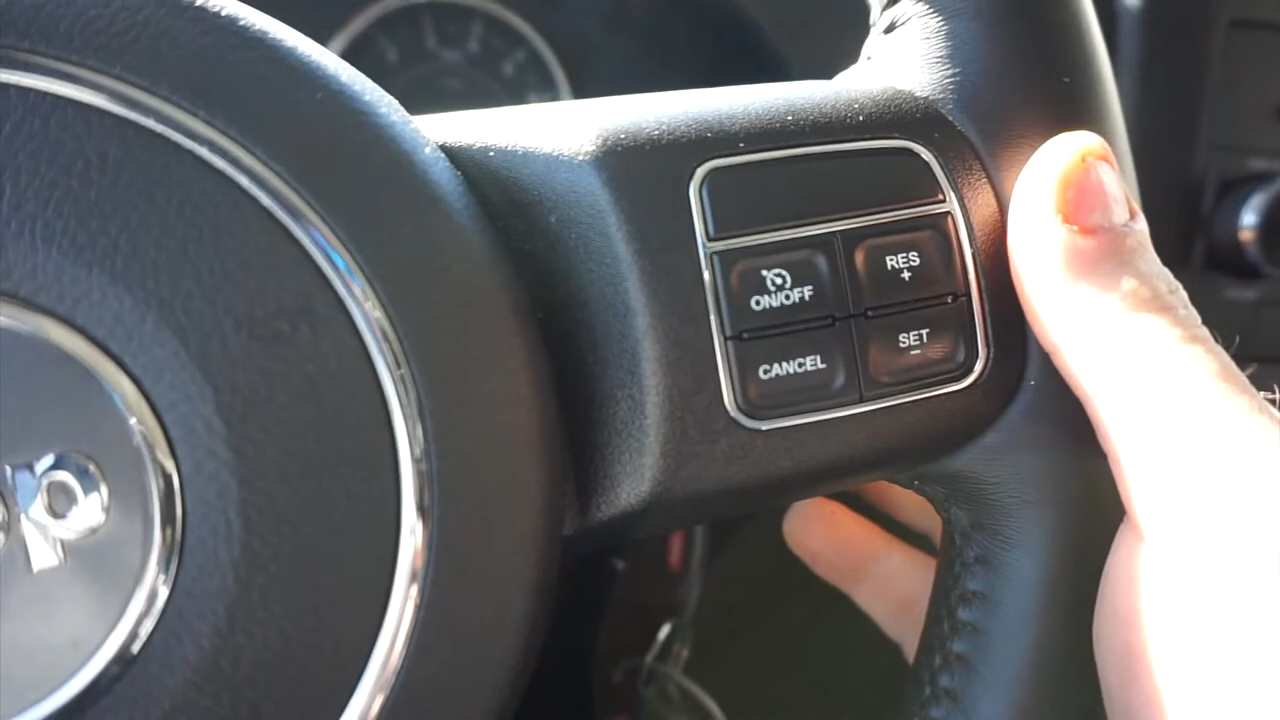 ON/OFF
RES
+
CANCEL
SET
–